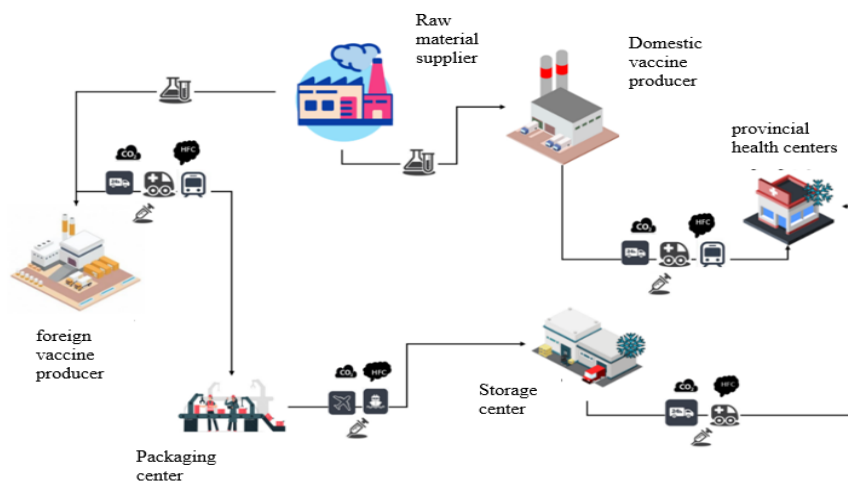 Raw
material
supplier
Domestic
vaccine
producer
provincial
health centers
CO₂
HFC
CO₂
HFC
foreign
vaccine
producer
CO₂
HFC
Storage
center
CO₂
HFC
Packaging
center